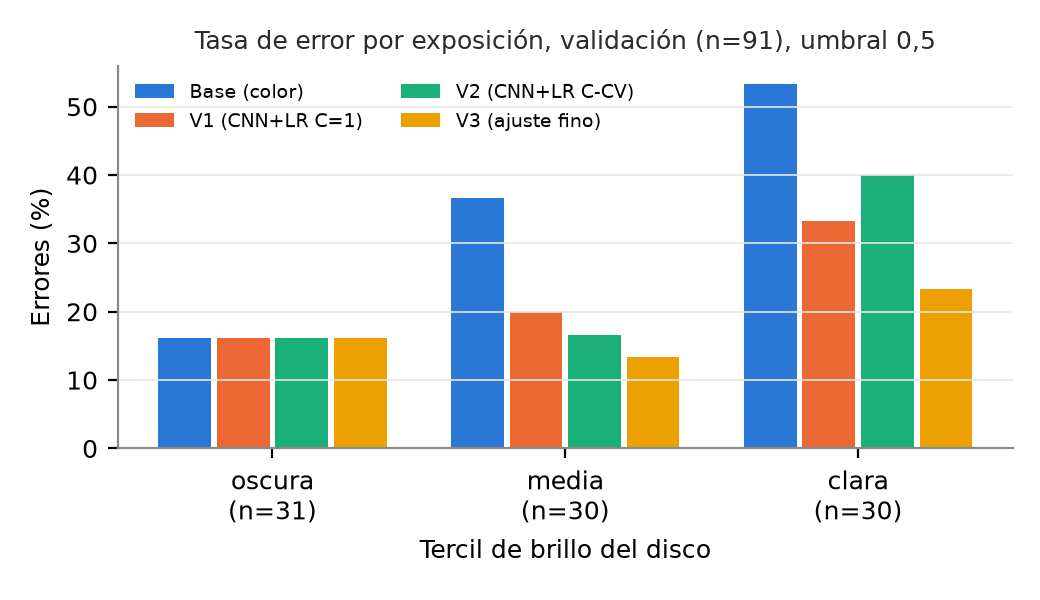 Tasa de error por exposición, validación (n=91), umbral 0,5
Base (color)
V1 (CNN+LR C=1)
V2 (CNN+LR C-CV)
V3 (ajuste fino)
Errores (%)
50
40
30
20
10
0
oscura
(n=31)
media
(n=30)
clara
(n=30)
Tercil de brillo del disco